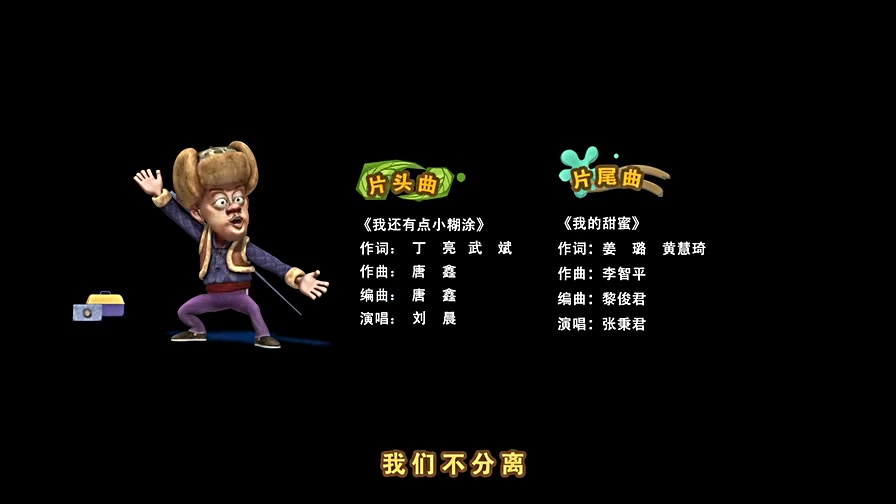 片头曲
《我还有点小糊涂》
作词： 丁 亮 武 斌
作曲： 唐 鑫
编曲： 唐 鑫
演唱： 刘 晨
片尾曲
《我的甜蜜》
作词：姜 璐 黄慧琦
作曲：李智平
编曲：黎俊君
演唱：张秉君
我们不分离